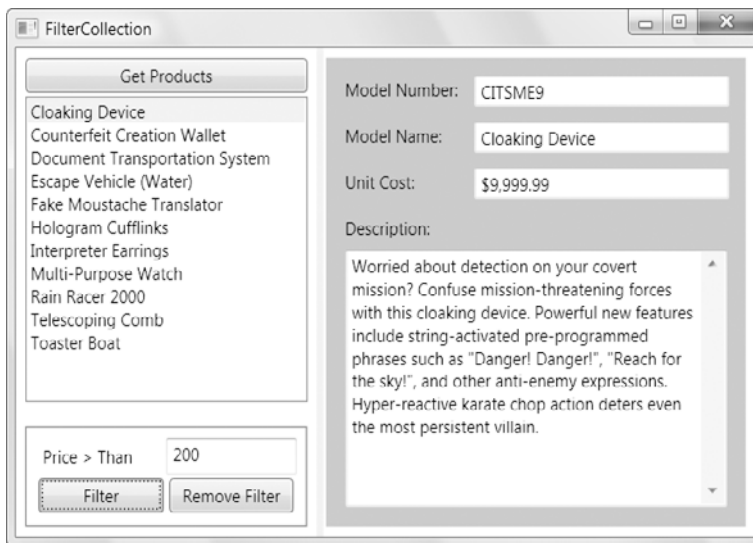 FilterCollection
Get Products
Cloaking Device
Counterfeit Creation Wallet
Document Transportation System
Escape Vehicle (Water)
Fake Moustache Translator
Hologram Cufflinks
Interpreter Earrings
Multi-Purpose Watch
Rain Racer 2000
Telescoping Comb
Toaster Boat
Price > Than 200
Filter Remove Filter
Model Number: CITSME9
Model Name: Cloaking Device
Unit Cost: $9,999.99
Description:
Worried about detection on your covert
mission? Confuse mission-threatening forces
with this cloaking device. Powerful new features
include string-activated pre-programmed
phrases such as "Danger! Danger!", "Reach for
the sky!", and other anti-enemy expressions.
Hyper-reactive karate chop action deters even
the most persistent villain.